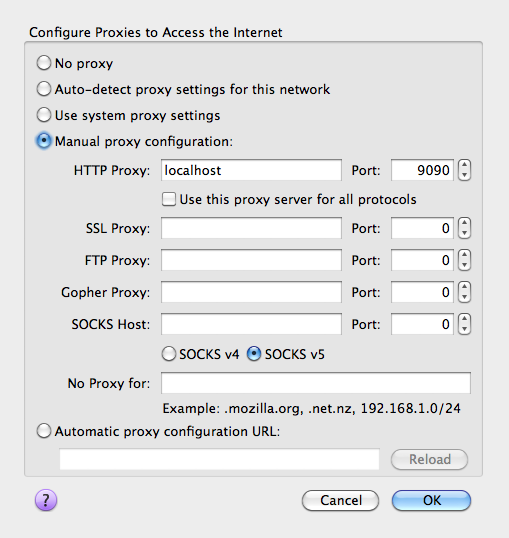 Configure Proxies to Access the Internet
No proxy
Auto-detect proxy settings for this network
Use system proxy settings
Manual proxy configuration:
HTTP Proxy: localhost Port: 9090
Use this proxy server for all protocols
SSL Proxy: Port: 0
FTP Proxy: Port: 0
Gopher Proxy: Port: 0
SOCKS Host: Port: 0
SOCKS v4 SOCKS v5
No Proxy for:
Example: .mozilla.org, .net.nz, 192.168.1.0/24
Automatic proxy configuration URL:
Reload
? Cancel OK